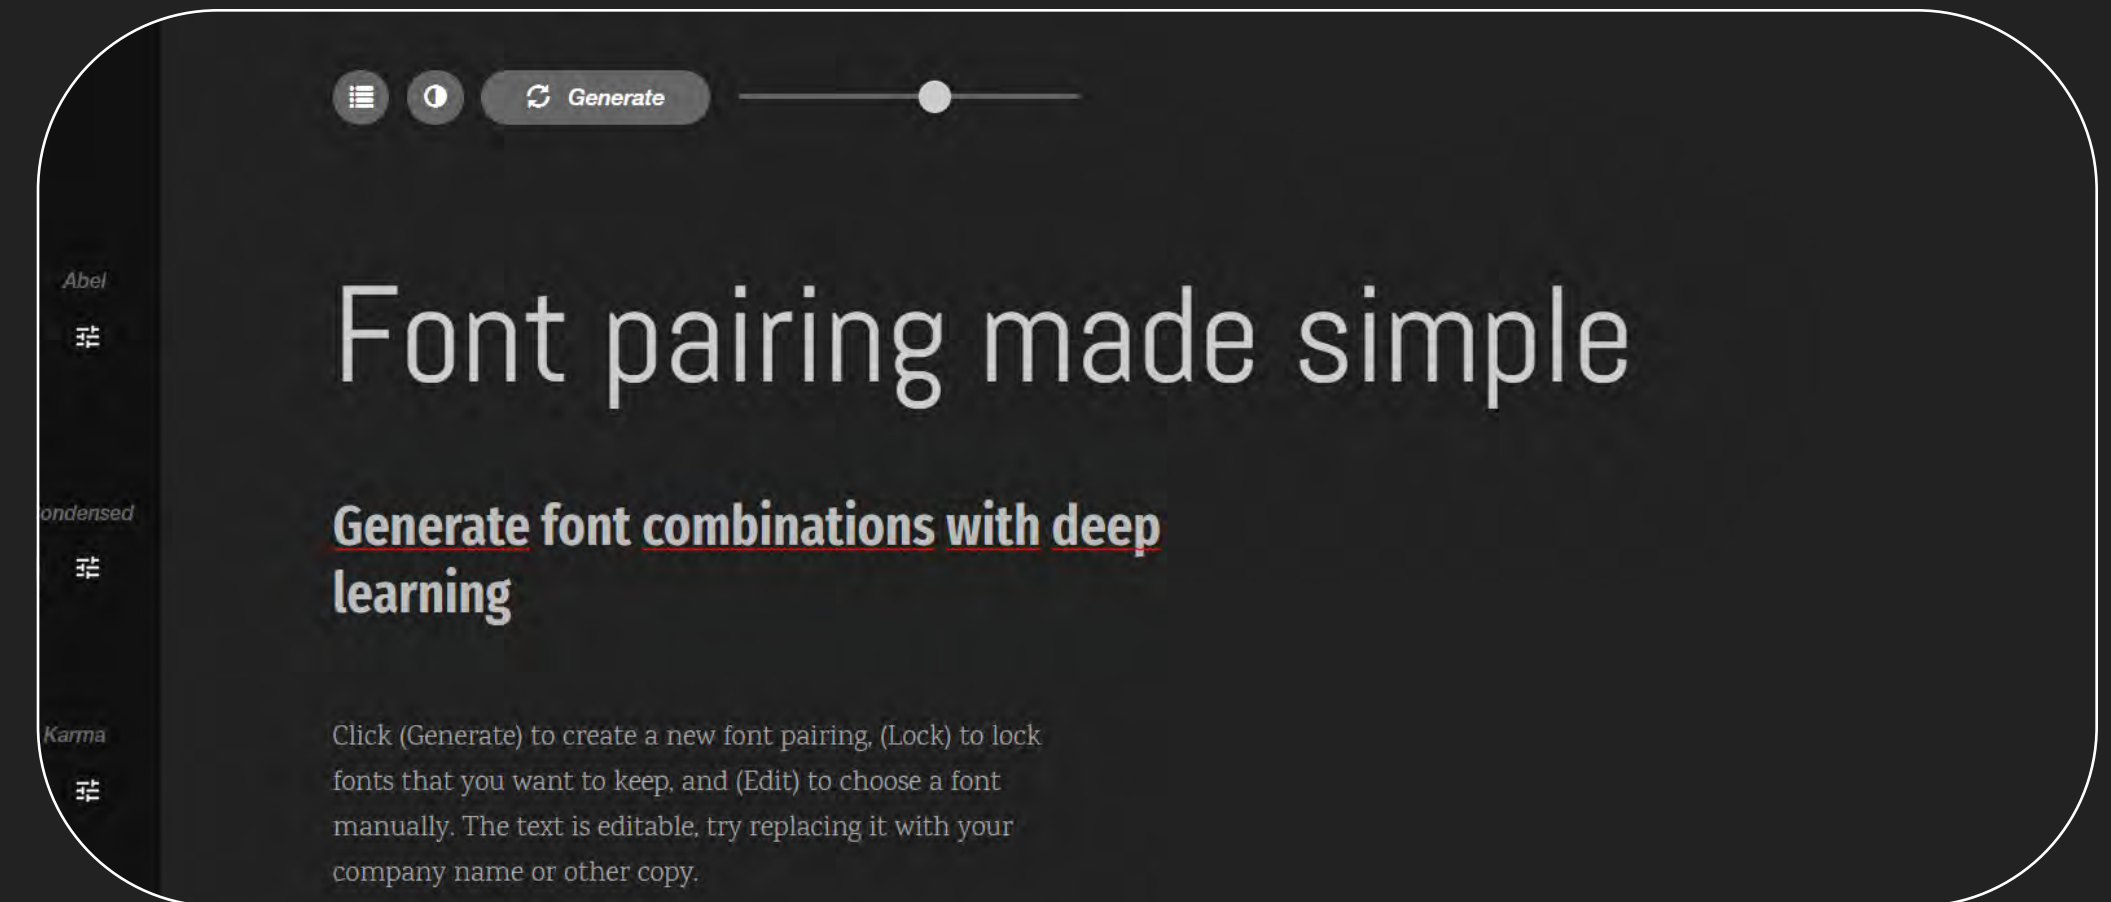 Generate
Abel
Font pairing made simple
ondensed
Generate font combinations with deep
learning
Karma
Click (Generate) to create a new font pairing, (Lock) to lock
fonts that you want to keep, and (Edit) to choose a font
manually. The text is editable, try replacing it with your
company name or other copy.